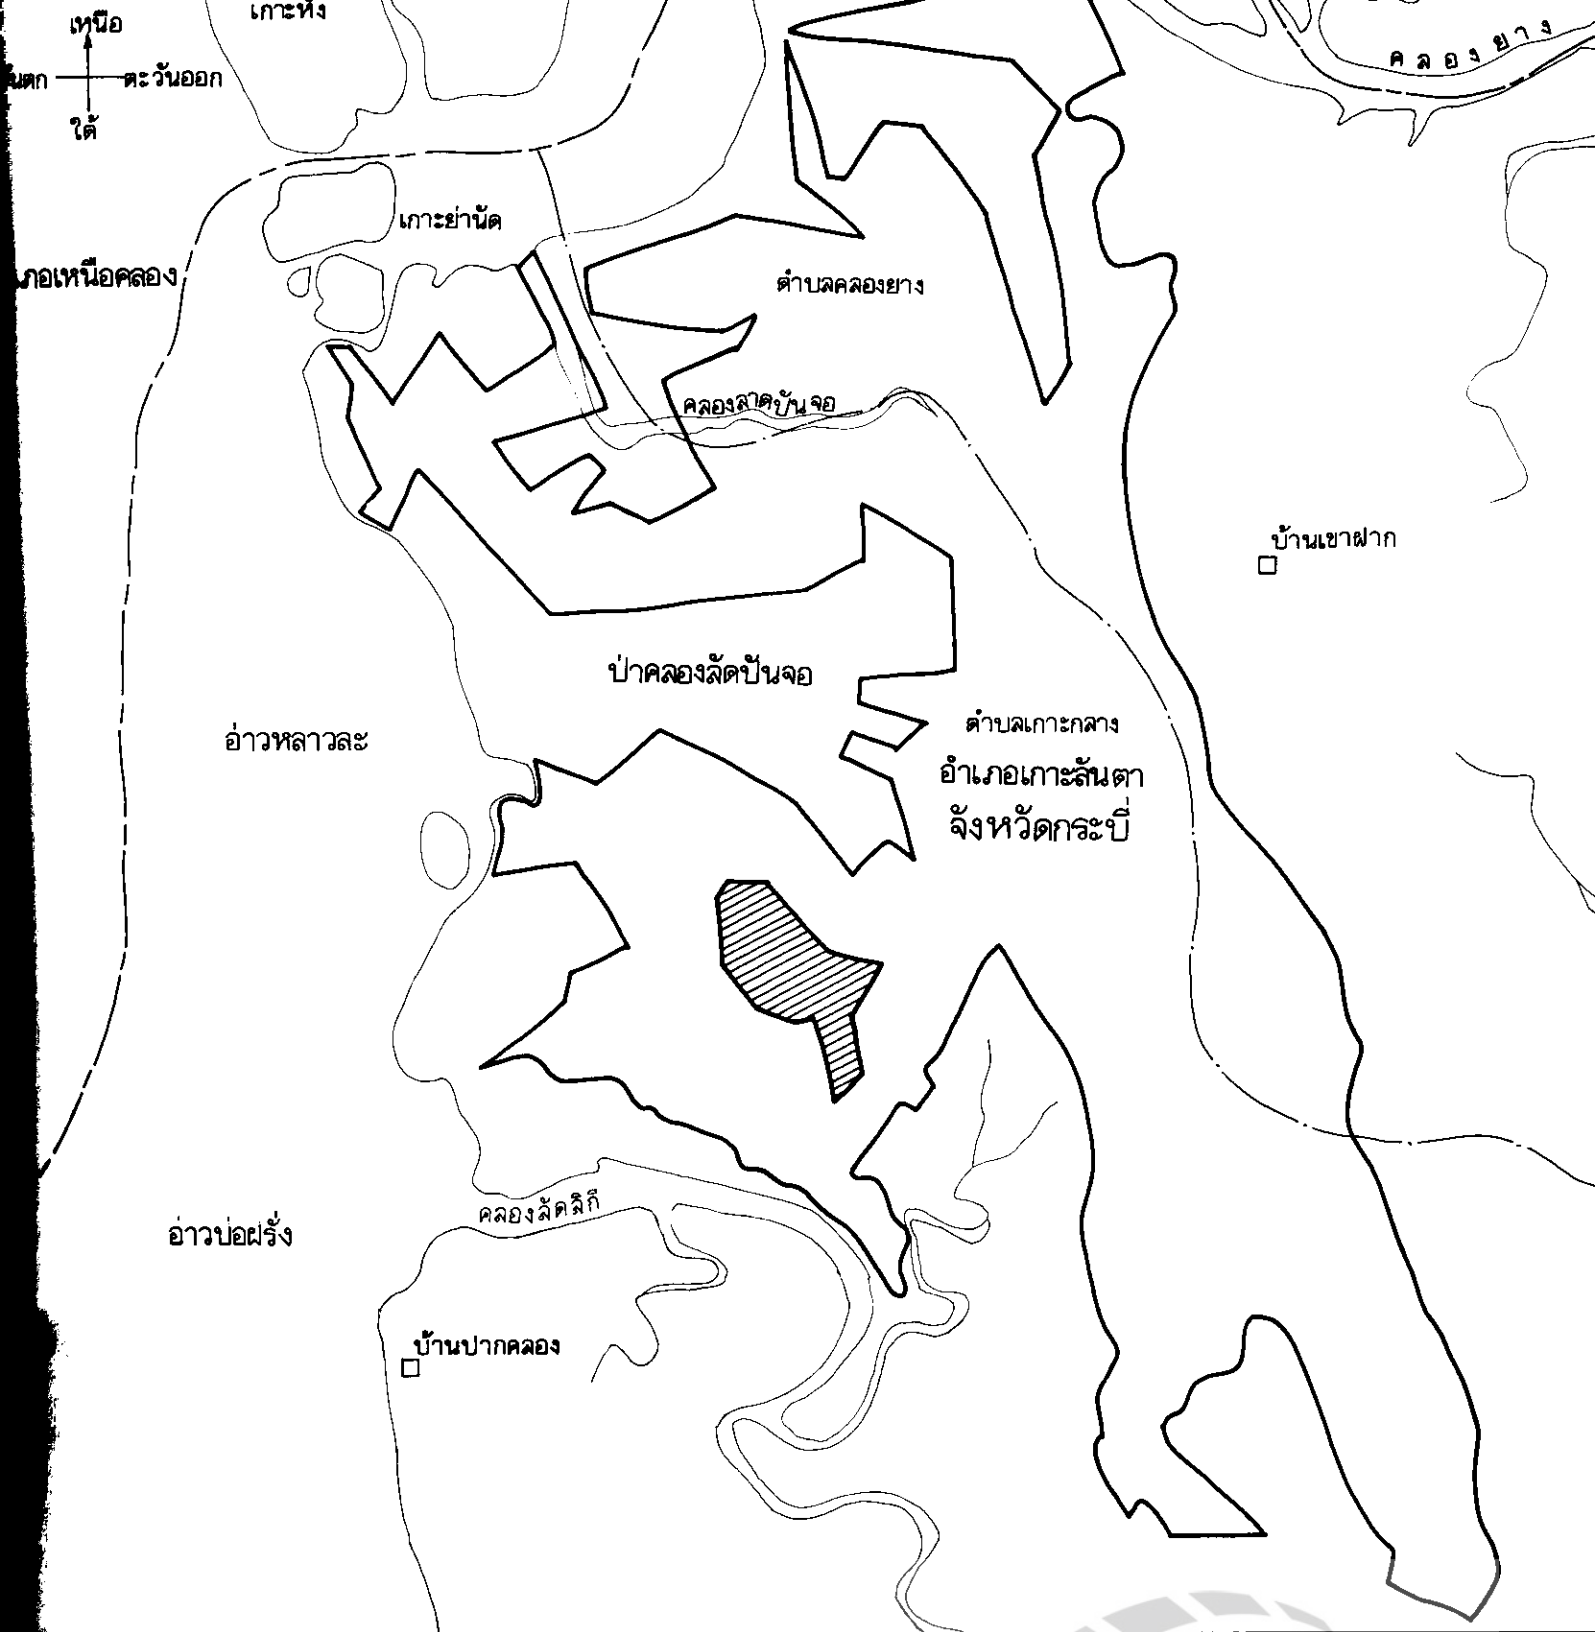 เหนือ
เกาะหัง
ตะวันออก
ใต้
คลองยาง
เกาะย่านัด
เหนือคลอง
ตำบลคลองยาง
คลองลาดปันจอ
บ้านเขาฝาก
ป่าคลองลัดปันจอ
ตำบลเกาะกลาง
อ่าวหลาวละ
อำเภอเกาะลันตา
จังหวัดกระบี่
คลองลัดลิกี
อ่าวบ่อฝรั่ง
บ้านปากคลอง